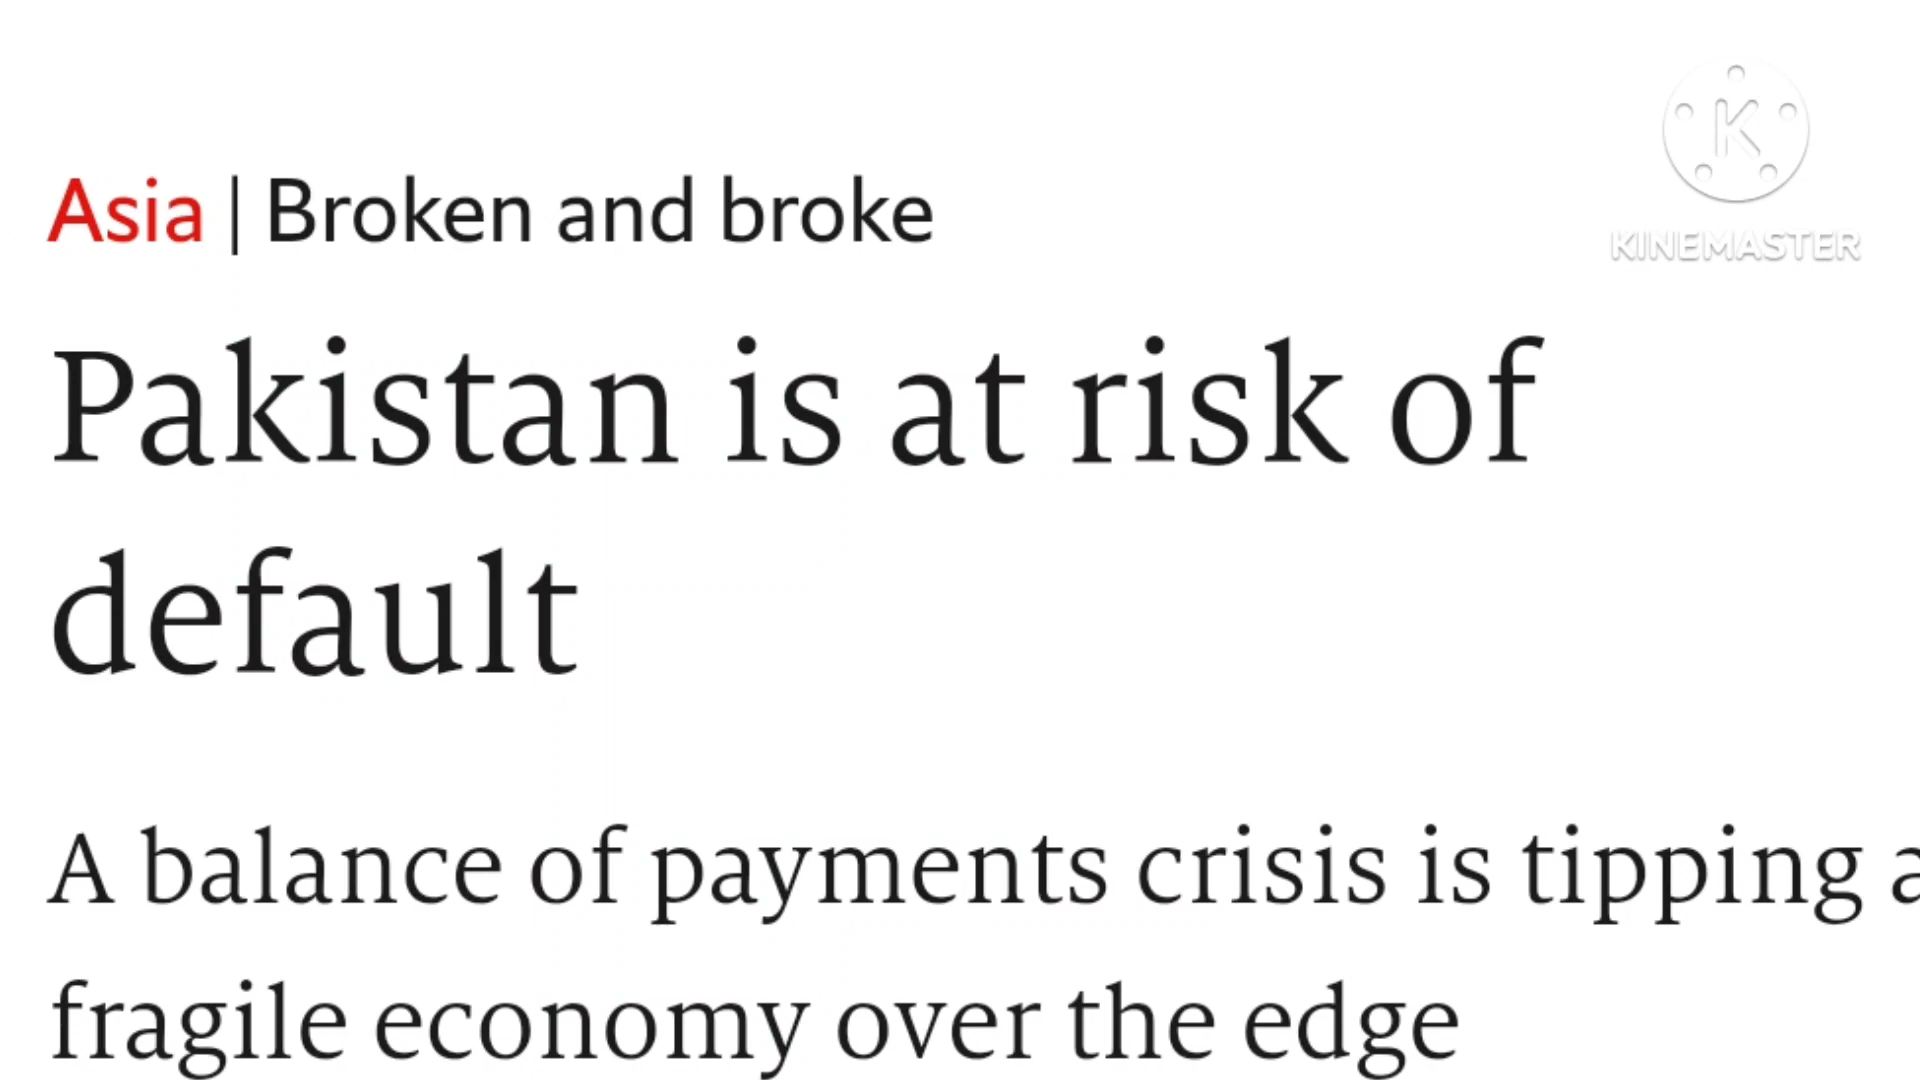 Asia | Broken and broke
KINEMASTER
Pakistan is at risk of
default
A balance of payments crisis is tipping a
fragile economy over the edge